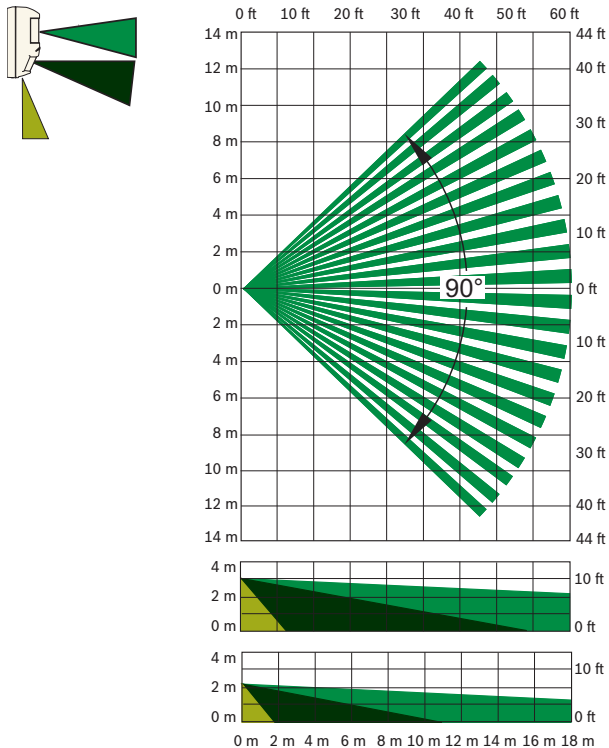 0 ft 10 ft 20 ft 30 ft 40 ft 50 ft 60 ft
14 m 44 ft
12 m 40 ft
10 m 30 ft
8 m
6 m 20 ft
4 m 10 ft
2 m
0 m 90° 0 ft
2 m
4 m 10 ft
6 m 20 ft
8 m 30 ft
10 m
12 m 40 ft
14 m 44 ft
4 m 10 ft
2 m
0 m 0 ft
4 m 10 ft
2 m
0 m 0 ft
0 m 2 m 4 m 6 m 8 m 10 m 12 m 14 m 16 m 18 m